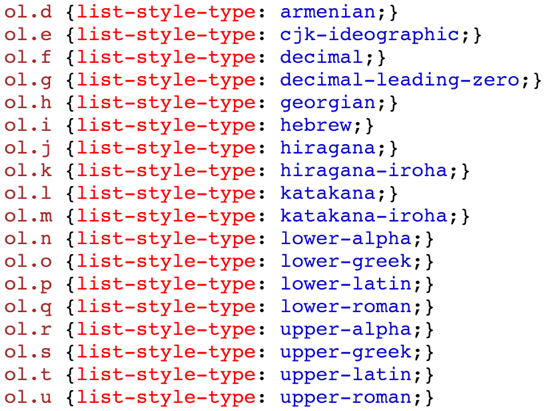 ol.d {list-style-type: armenian;}
ol.e {list-style-type: cjk-ideographic;}
ol.f {list-style-type: decimal;}
ol.g {list-style-type: decimal-leading-zero;}
ol.h {list-style-type: georgian;}
ol.i {list-style-type: hebrew;}
ol.j {list-style-type: hiragana;}
ol.k {list-style-type: hiragana-iroha;}
ol.l {list-style-type: katakana;}
ol.m {list-style-type: katakana-iroha;}
ol.n {list-style-type: lower-alpha;}
ol.o {list-style-type: lower-greek;}
ol.p {list-style-type: lower-latin;}
ol.q {list-style-type: lower-roman;}
ol.r {list-style-type: upper-alpha;}
ol.s {list-style-type: upper-greek;}
ol.t {list-style-type: upper-latin;}
ol.u {list-style-type: upper-roman;}